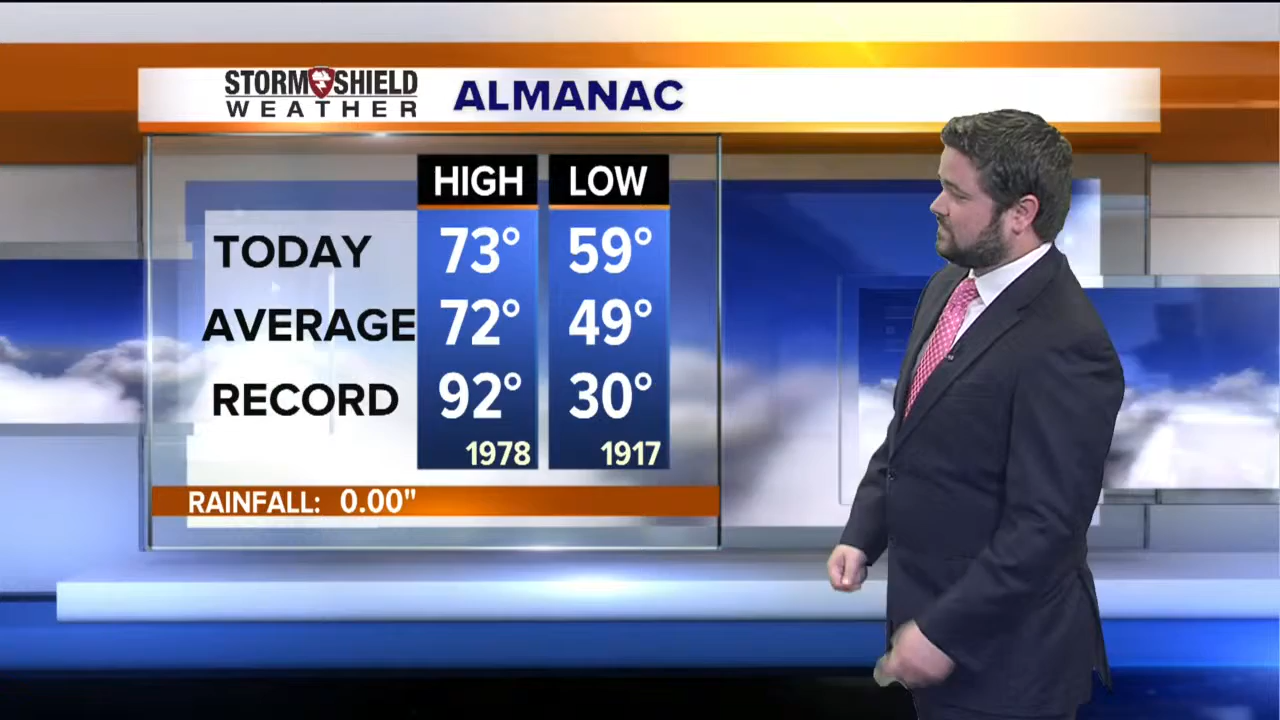 STORM SHIELD
WEATHER
ALMANAC
HIGH LOW
TODAY 73° 59°
AVERAGE 72° 49°
RECORD 92° 30°
1978 1917
RAINFALL: 0.00"